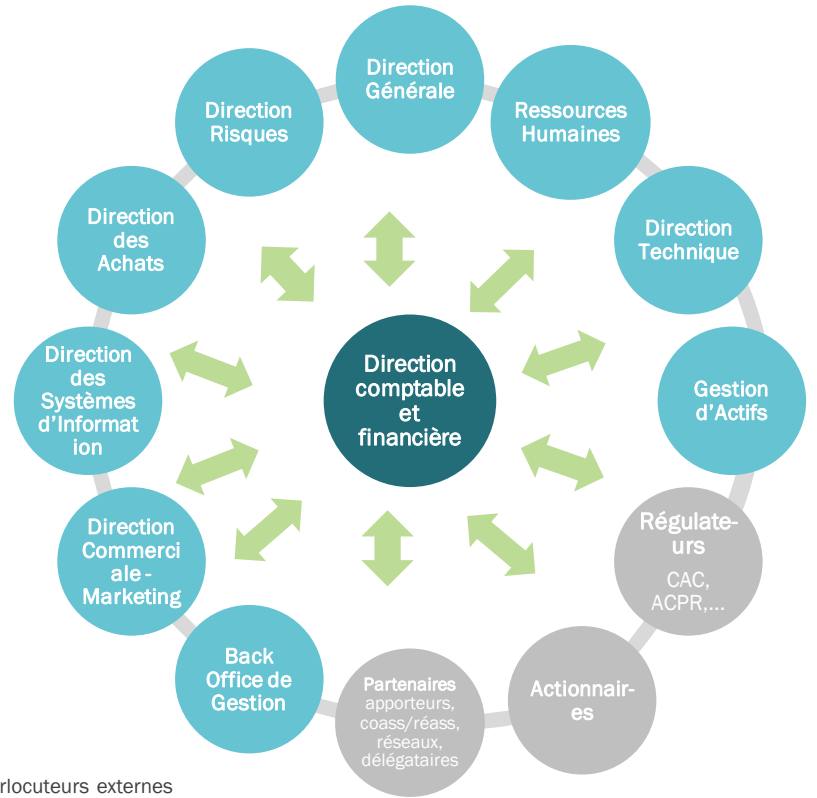 Direction
Générale
Direction
Risques
Ressources
Humaines
Direction
des
Achats
Direction
Technique
Direction
des
Systèmes
d'Informat
ion
Direction
comptable
et
financière
Gestion
d'Actifs
Direction
Commerci
ale -
Marketing
Régulate-
urs
CAC,
ACPR,...
Back
Office de
Gestion
Partenaires
apporteurs,
coass/réass,
réseaux,
délégataires
Actionnair-
es
rlocuteurs externes